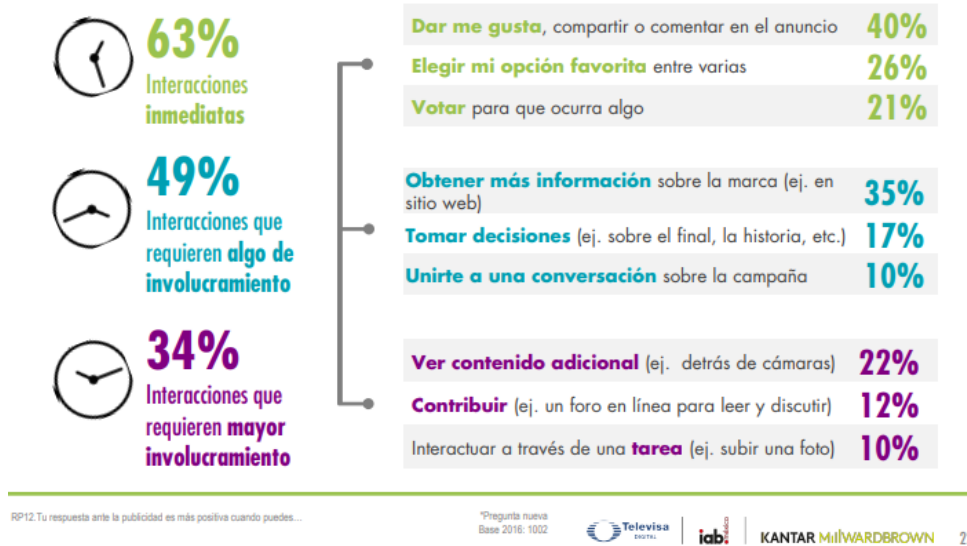 63%
Interacciones
inmediatas
Dar me gusta, compartir o comentar en el anuncio 40%
Elegir mi opción favorita entre varias 26%
Votar para que ocurra algo 21%
49%
Interacciones que
requieren algo de
involucramiento
Obtener más información sobre la marca (ej. en
sitio web) 35%
Tomar decisiones (ej. sobre el final, la historia, etc.) 17%
Unirte a una conversación sobre la campaña 10%
34%
Interacciones que
requieren mayor
involucramiento
Ver contenido adicional (ej. detrás de cámaras) 22%
Contribuir (ej. un foro en línea para leer y discutir) 12%
Interactuar a través de una tarea (ej. subir una foto) 10%
RP12.Tu respuesta ante la publicidad es más positiva cuando puedes…
*Pregunta nueva
Base 2016: 1002
Televisa
DIGITAL
iab.
méxico
KANTAR MILLWARDBROWN
2